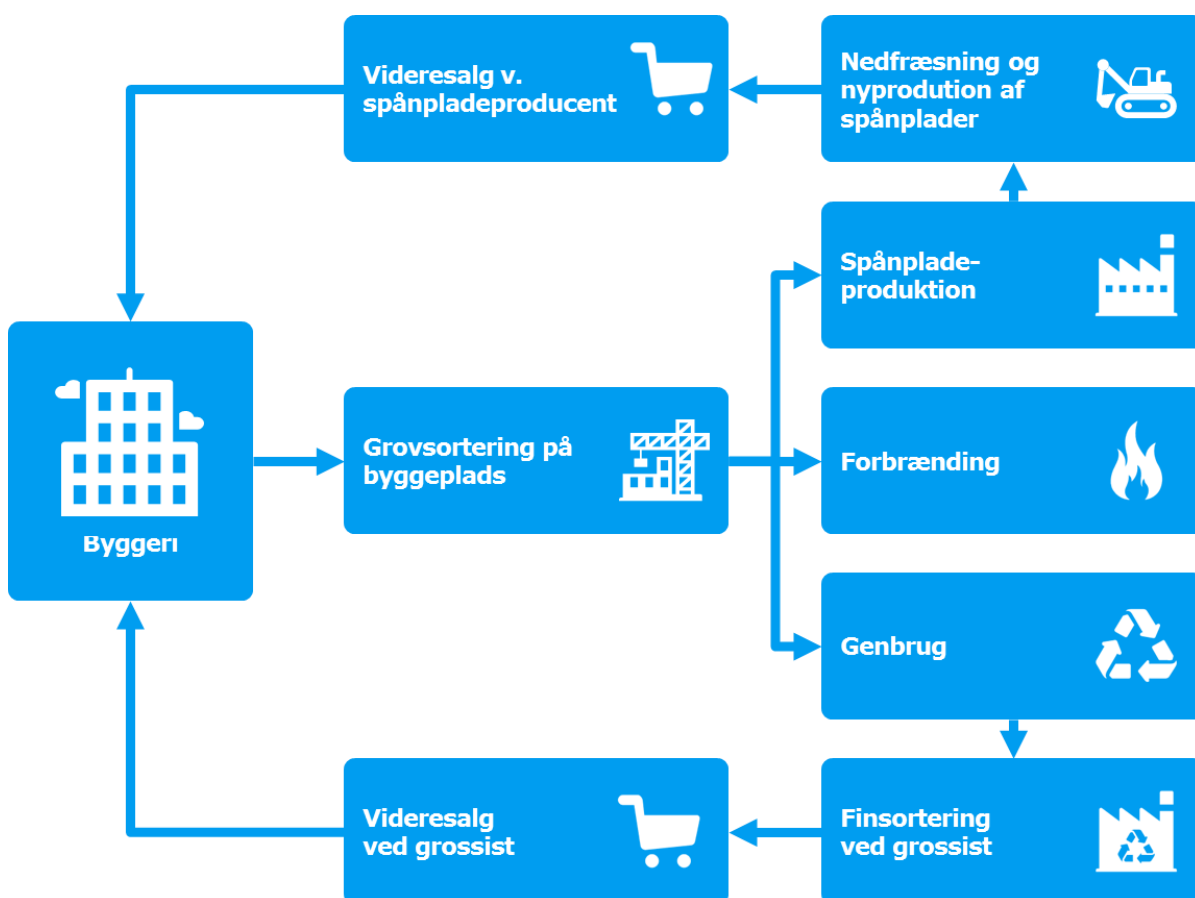 Videresalg v.
spånpladeproducent
Nedfræsning og
nyprodution af
spånplader
Spånplade-
produktion
Byggeri
Grovsortering på
byggeplads
Forbrænding
Genbrug
Videresalg
ved grossist
Finsortering
ved grossist